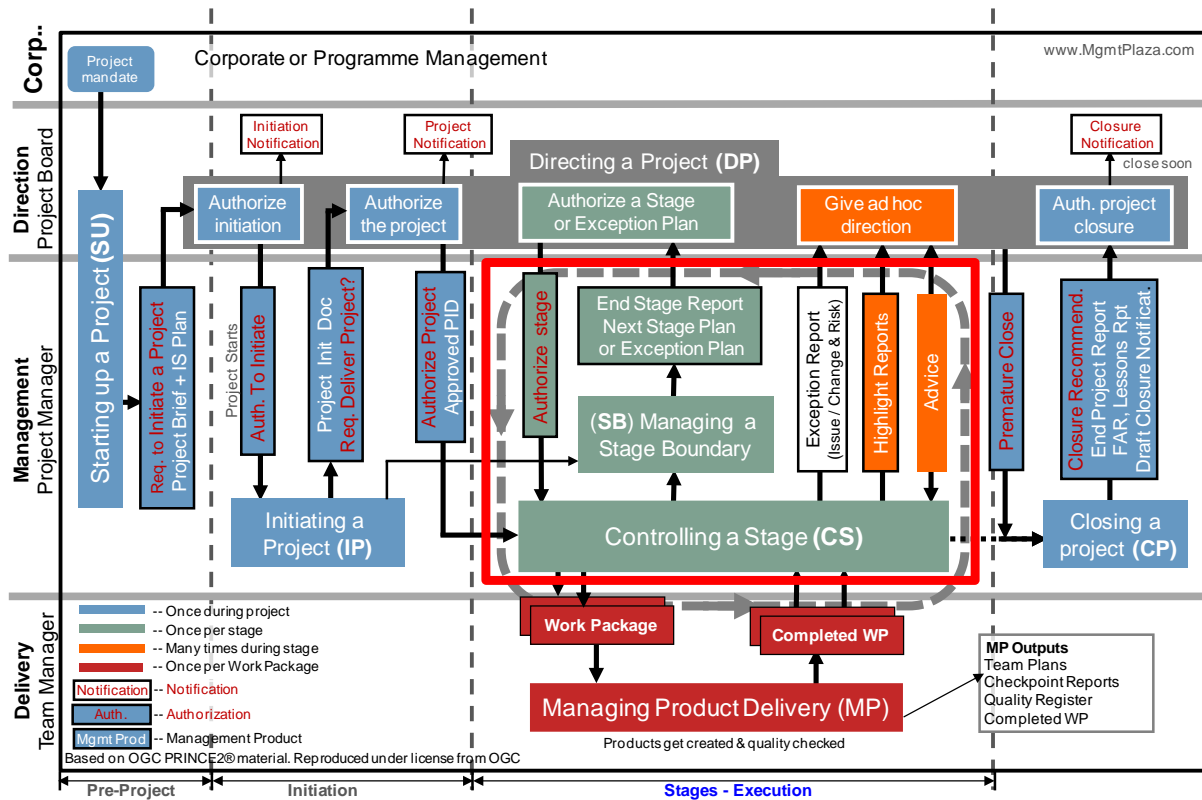 Corp..
Project
mandate
Corporate or Programme Management
www.MgmtPlaza.com
Direction
Project Board
Initiation
Notification
Project
Notification
Closure
Notification
close soon
Directing a Project (DP)
Authorize
initiation
Authorize
the project
Authorize a Stage
or Exception Plan
Give ad hoc
direction
Auth. project
closure
Management
Project Manager
Starting up a Project (SU)
Req. to Initiate a Project
Project Brief + IS Plan
Project Starts
Auth. To Initiate
Project Init Doc
Req. Deliver Project?
Authorize Project
Approved PID
Authorize stage
End Stage Report
Next Stage Plan
or Exception Plan
Exception Report
(Issue / Change & Risk)
Highlight Reports
Advice
Premature Close
Closure Recommend.
End Project Report
FAR, Lessons Rpt
Draft Closure Notificat.
(SB) Managing a
Stage Boundary
Initiating a
Project (IP)
Controlling a Stage (CS)
Closing a
project (CP)
Delivery
Team Manager
-- Once during project
-- Once per stage
-- Many times during stage
-- Once per Work Package
Notification -- Notification
Auth. -- Authorization
Mgmt Prod -- Management Product
Work Package
Completed WP
Managing Product Delivery (MP)
Products get created & quality checked
MP Outputs
Team Plans
Checkpoint Reports
Quality Register
Completed WP
Based on OGC PRINCE2® material. Reproduced under license from OGC
Pre-Project
Initiation
Stages - Execution